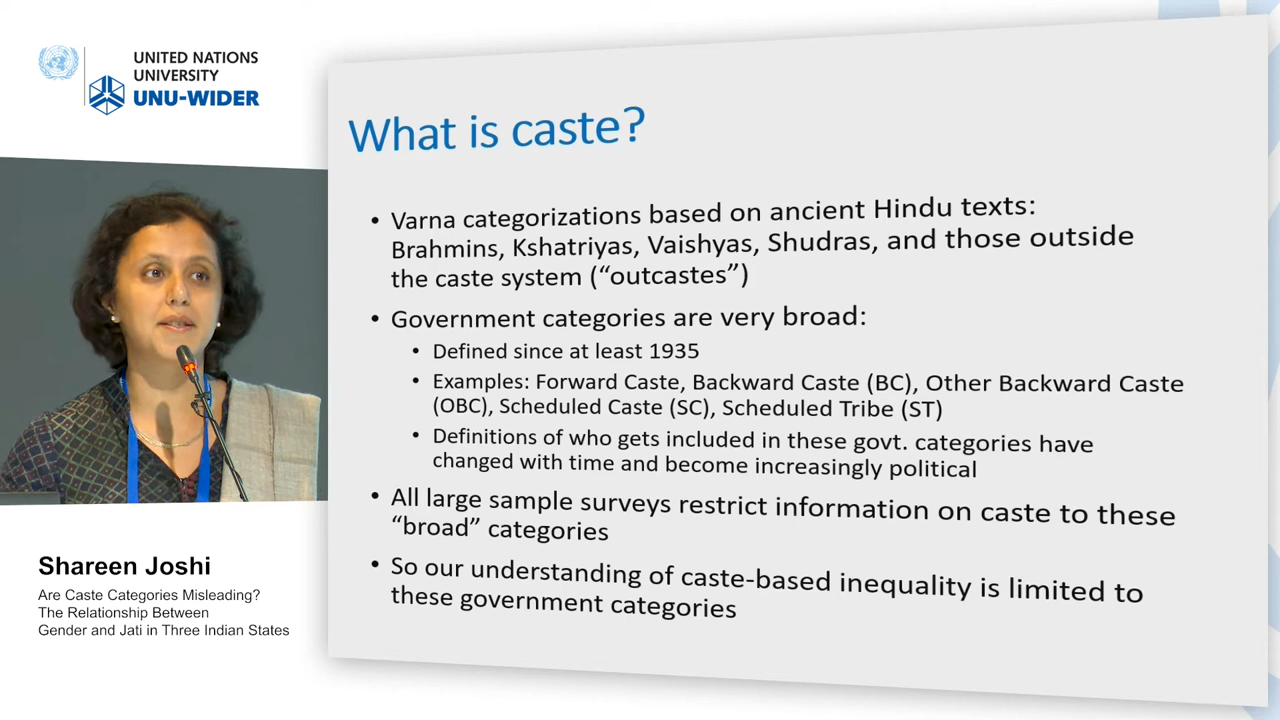 UNITED NATIONS
UNIVERSITY
UNU-WIDER
What is caste?
• Varna categorizations based on ancient Hindu texts:
Brahmins, Kshatriyas, Vaishyas, Shudras, and those outside
the caste system (“outcastes”)
• Government categories are very broad:
• Defined since at least 1935
• Examples: Forward Caste, Backward Caste (BC), Other Backward Caste
(OBC), Scheduled Caste (SC), Scheduled Tribe (ST)
• Definitions of who gets included in these govt. categories have
changed with time and become increasingly political
• All large sample surveys restrict information on caste to these
“broad” categories
• So our understanding of caste-based inequality is limited to
these government categories
Shareen Joshi
Are Caste Categories Misleading?
The Relationship Between
Gender and Jati in Three Indian States